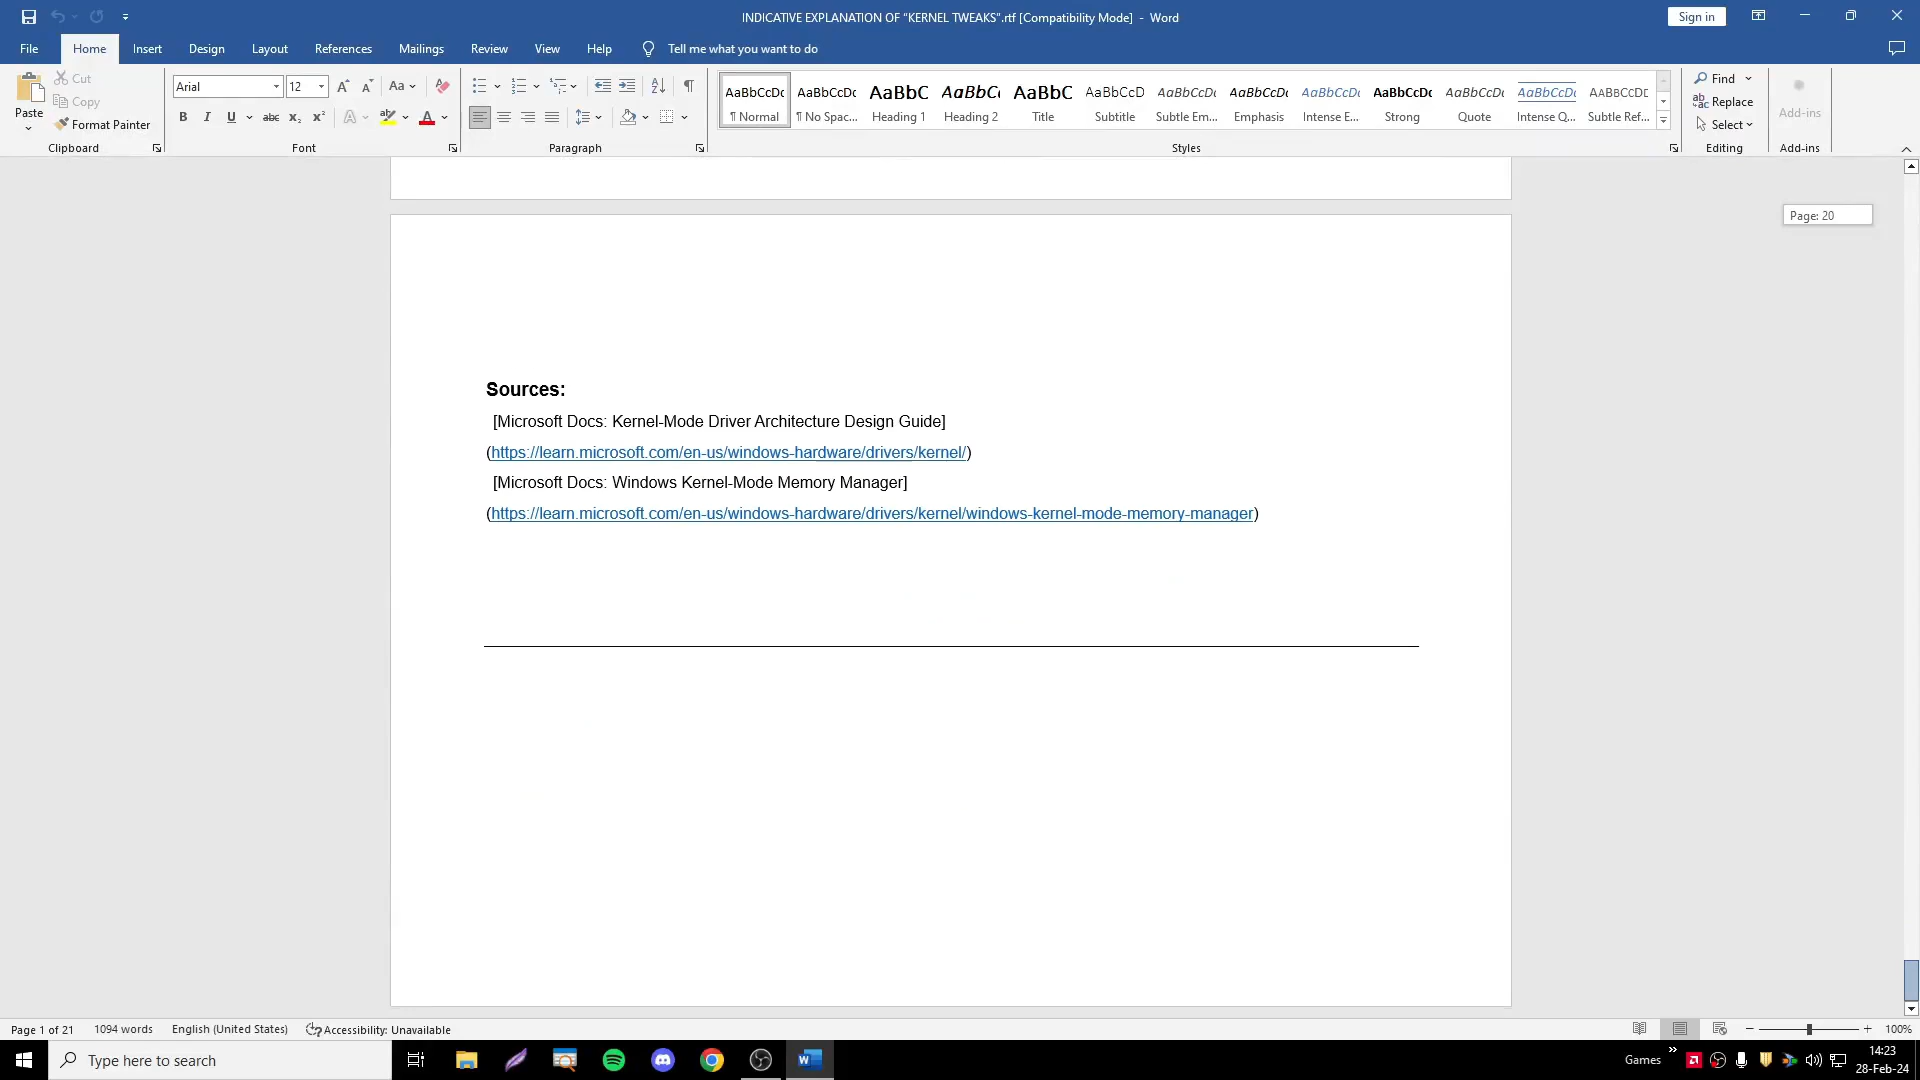 INDICATIVE EXPLANATION OF "KERNEL TWEAKS".rtf [Compatibility Mode] - Word
Sign in
File Home Insert Design Layout References Mailings Review View Help Tell me what you want to do
Paste
Cut
Copy
Format Painter
Clipboard
Arial 12
Font
Paragraph
AaBbCcDc AaBbCcDc AaBbC AaBbCc AaBbC AaBbCcD AaBbCcDc AaBbCcDc AaBbCcDc AaBbCcDc AaBbCcDc AaBbCcDc AABBCCDE
¶ Normal ¶ No Spac... Heading 1 Heading 2 Title Subtitle Subtle Em... Emphasis Intense E... Strong Quote Intense Q... Subtle Ref...
Styles
Find
Replace
Select
Editing
Add-ins
Add-ins
Page: 20
Sources:
[Microsoft Docs: Kernel-Mode Driver Architecture Design Guide]
(https://learn.microsoft.com/en-us/windows-hardware/drivers/kernel/)
[Microsoft Docs: Windows Kernel-Mode Memory Manager]
(https://learn.microsoft.com/en-us/windows-hardware/drivers/kernel/windows-kernel-mode-memory-manager)
Page 1 of 21 1094 words English (United States) Accessibility: Unavailable
100%
Type here to search
Games
14:23
28-Feb-24